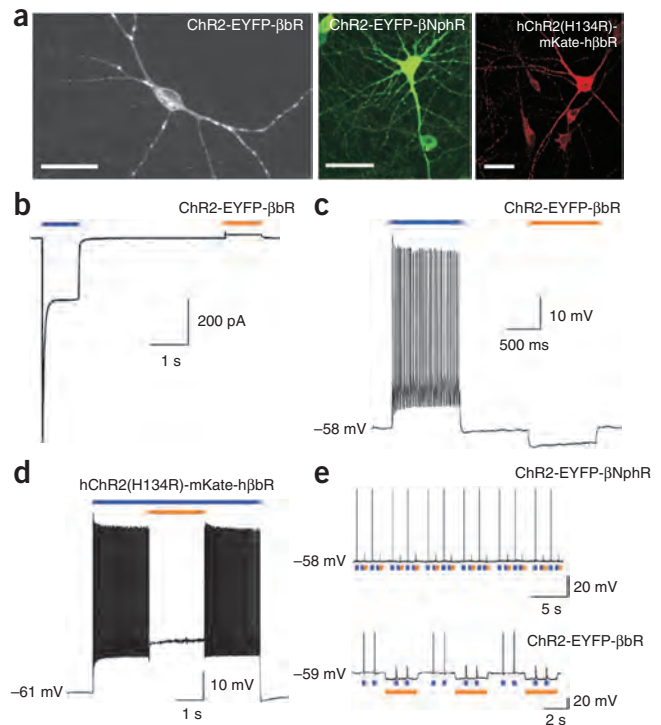 a
ChR2-EYFP-βbR
ChR2-EYFP-βNphR
hChR2(H134R)-
mKate-hβbR
b
ChR2-EYFP-βbR
200 pA
1 s
c
ChR2-EYFP-βbR
10 mV
500 ms
–58 mV
d
hChR2(H134R)-mKate-hβbR
–61 mV
10 mV
1 s
e
ChR2-EYFP-βNphR
–58 mV
20 mV
5 s
ChR2-EYFP-βbR
–59 mV
20 mV
2 s